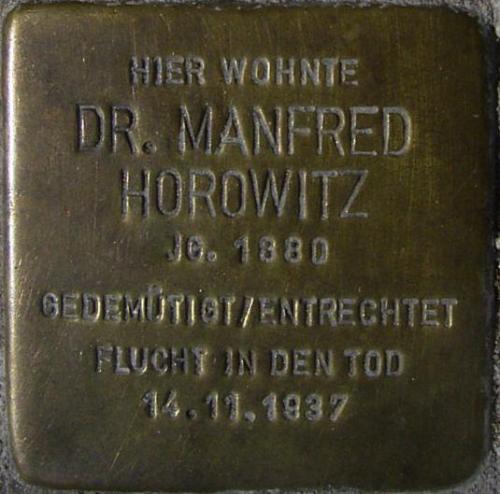 HIER WOHNTE
DR. MANFRED
HOROWITZ
JG. 1880
GEDEMÜTIGT/ENTRECHTET
FLUCHT IN DEN TOD
14.11.1937